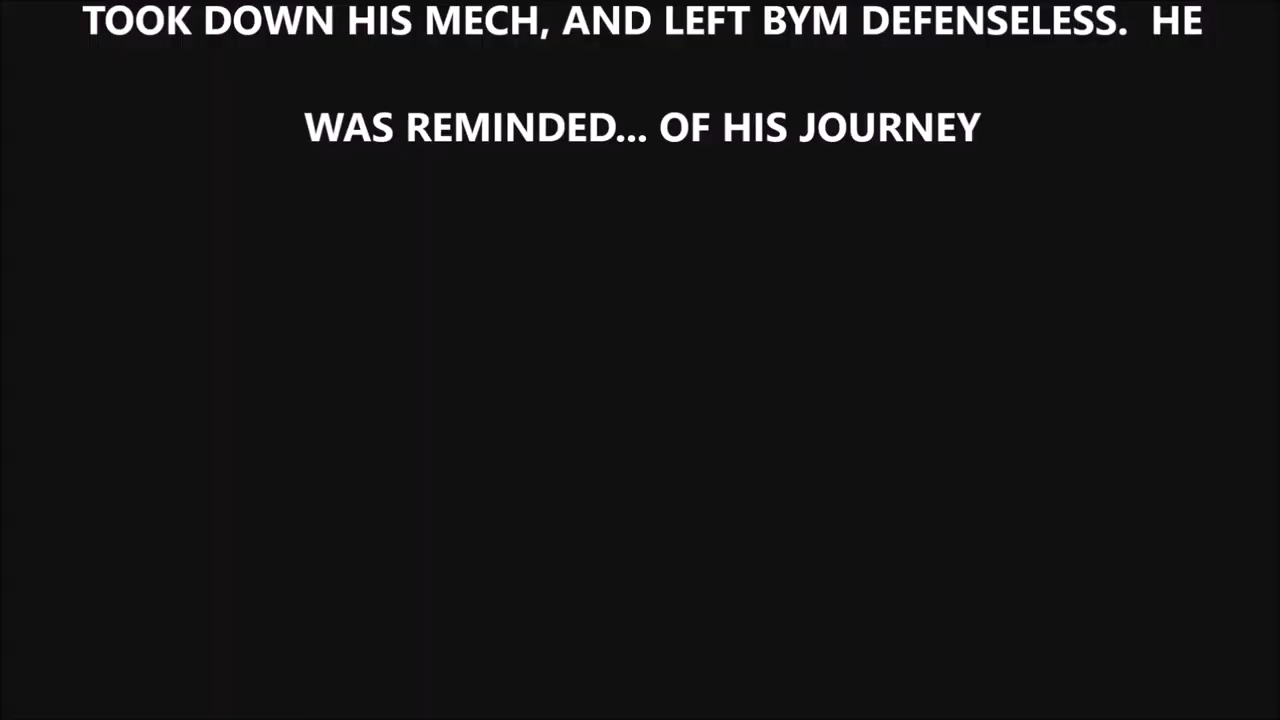 TOOK DOWN HIS MECH, AND LEFT BYM DEFENSELESS.  HE
WAS REMINDED... OF HIS JOURNEY